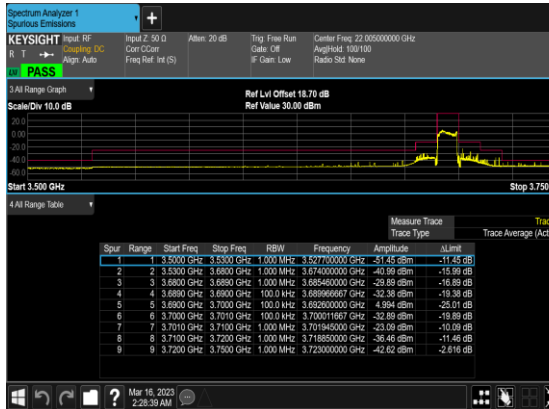 Spectrum Analyzer 1
Spurious Emissions
+
KEYSIGHT Input: RF Input Z: 50 Ω Atten: 20 dB Trig: Free Run Center Freq: 22.005000000 GHz
R T Coupling: DC Corr CCorr Gate: Off Avg|Hold: 100/100
Align: Auto Freq Ref: Int (S) IF Gain: Low Radio Std: None
PASS
3 All Range Graph
Ref Lvl Offset 18.70 dB
Scale/Div 10.0 dB Ref Value 30.00 dBm
20.0
0.00
-20.0
-40.0
-60.0
Start 3.500 GHz Stop 3.750
4 All Range Table
Measure Trace Trac
Trace Type Trace Average (Act
Spur Range Start Freq Stop Freq RBW Frequency Amplitude ΔLimit
1 1 3.5000 GHz 3.5300 GHz 1.000 MHz 3.527700000 GHz -51.45 dBm -11.45 dB
2 2 3.5300 GHz 3.6800 GHz 1.000 MHz 3.674000000 GHz -40.99 dBm -15.99 dB
3 3 3.6800 GHz 3.6890 GHz 1.000 MHz 3.685460000 GHz -29.89 dBm -16.89 dB
4 4 3.6890 GHz 3.6900 GHz 100.0 kHz 3.689966667 GHz -32.38 dBm -19.38 dB
5 5 3.6900 GHz 3.7000 GHz 100.0 kHz 3.692600000 GHz 4.994 dBm -25.01 dB
6 6 3.7000 GHz 3.7010 GHz 100.0 kHz 3.700011667 GHz -32.89 dBm -19.89 dB
7 7 3.7010 GHz 3.7100 GHz 1.000 MHz 3.701945000 GHz -23.09 dBm -10.09 dB
8 8 3.7100 GHz 3.7200 GHz 1.000 MHz 3.718850000 GHz -36.46 dBm -11.46 dB
9 9 3.7200 GHz 3.7500 GHz 1.000 MHz 3.723000000 GHz -42.62 dBm -2.616 dB
? Mar 16, 2023
2:28:39 AM